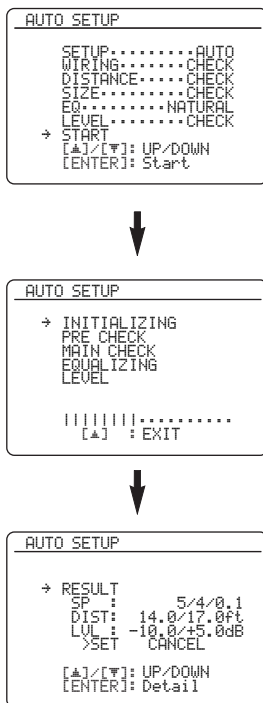 AUTO SETUP
SETUP·········AUTO
WIRING········CHECK
DISTANCE·····CHECK
SIZE··········CHECK
EQ·········NATURAL
LEVEL·········CHECK
→ START
[▲]/[▼]: UP/DOWN
[ENTER]: Start
AUTO SETUP
→ INITIALIZING
PRE CHECK
MAIN CHECK
EQUALIZING
LEVEL
||||||||··········
[▲] : EXIT
AUTO SETUP
→ RESULT
SP : 5/4/0.1
DIST: 14.0/17.0ft
LVL : -10.0/+5.0dB
>SET CANCEL
[▲]/[▼]: UP/DOWN
[ENTER]: Detail